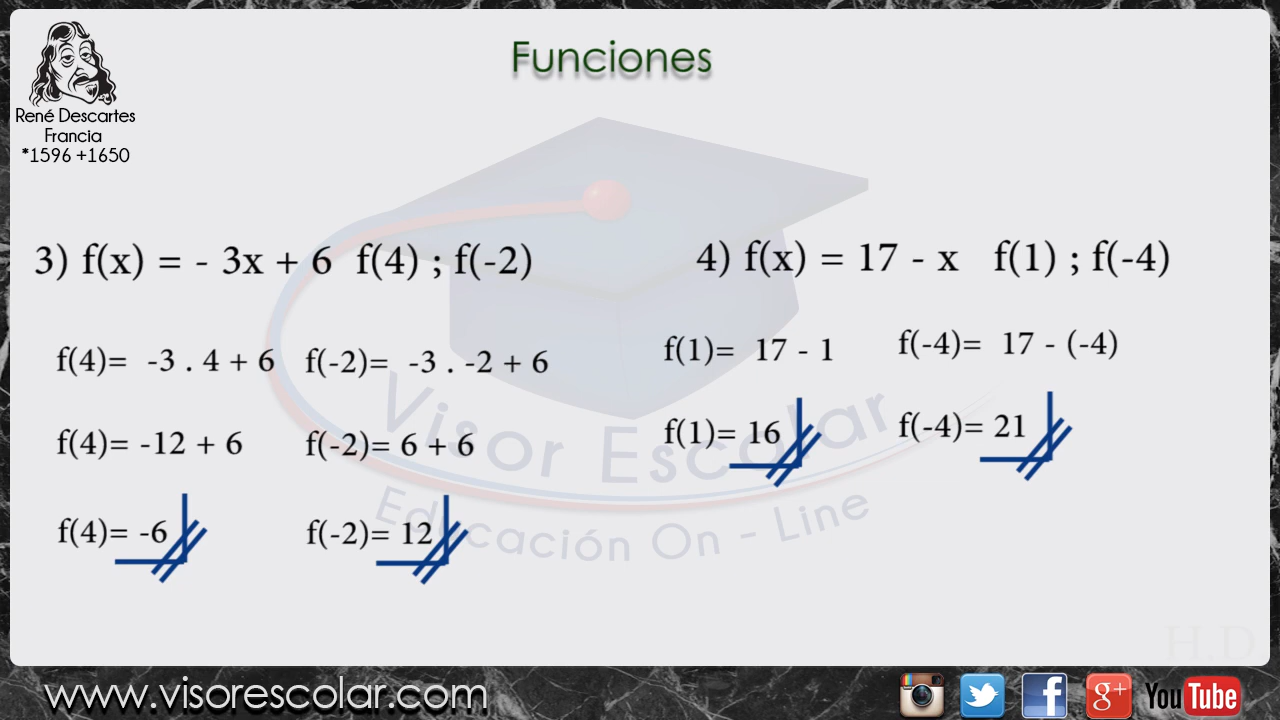 Funciones
René Descartes
Francia
*1596 +1650
3) f(x) = - 3x + 6 f(4) ; f(-2)
f(4)= -3 . 4 + 6
f(4)= -12 + 6
f(4)= -6
f(-2)= -3 . -2 + 6
f(-2)= 6 + 6
f(-2)= 12
4) f(x) = 17 - x f(1) ; f(-4)
f(1)= 17 - 1
f(1)= 16
f(-4)= 17 - (-4)
f(-4)= 21
Visor Escolar
Educación On - Line
H.D
www.visorescolar.com
g+
You Tube